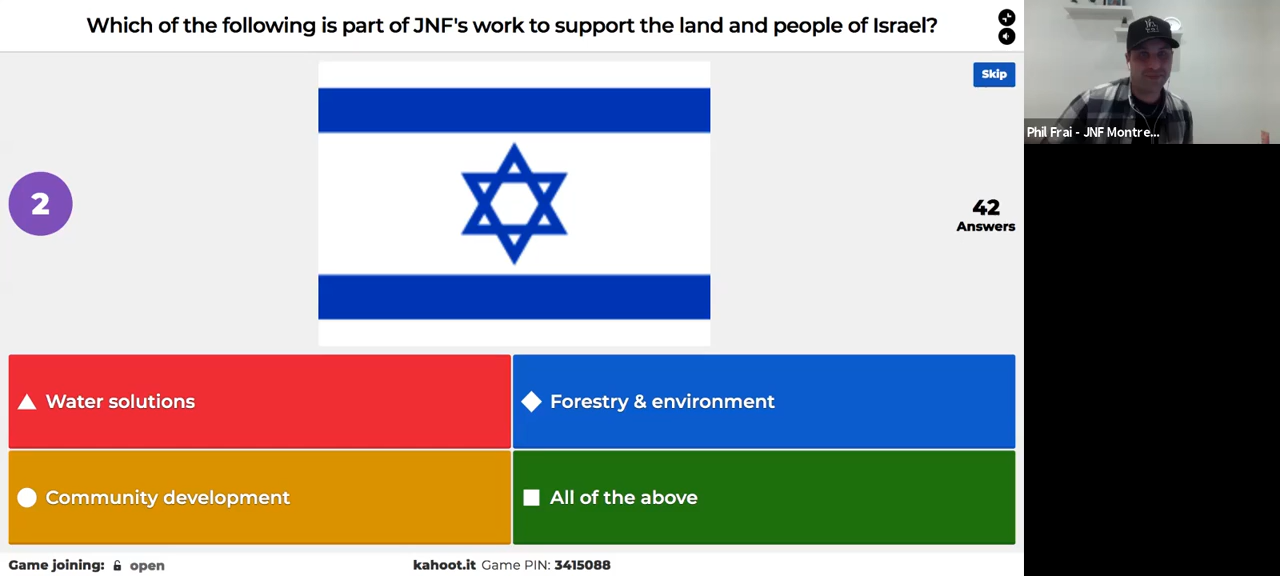 Which of the following is part of JNF's work to support the land and people of Israel?
Skip
Phil Frai - JNF Montre...
2
42
Answers
Water solutions
Forestry & environment
Community development
All of the above
Game joining: open
kahoot.it Game PIN: 3415088